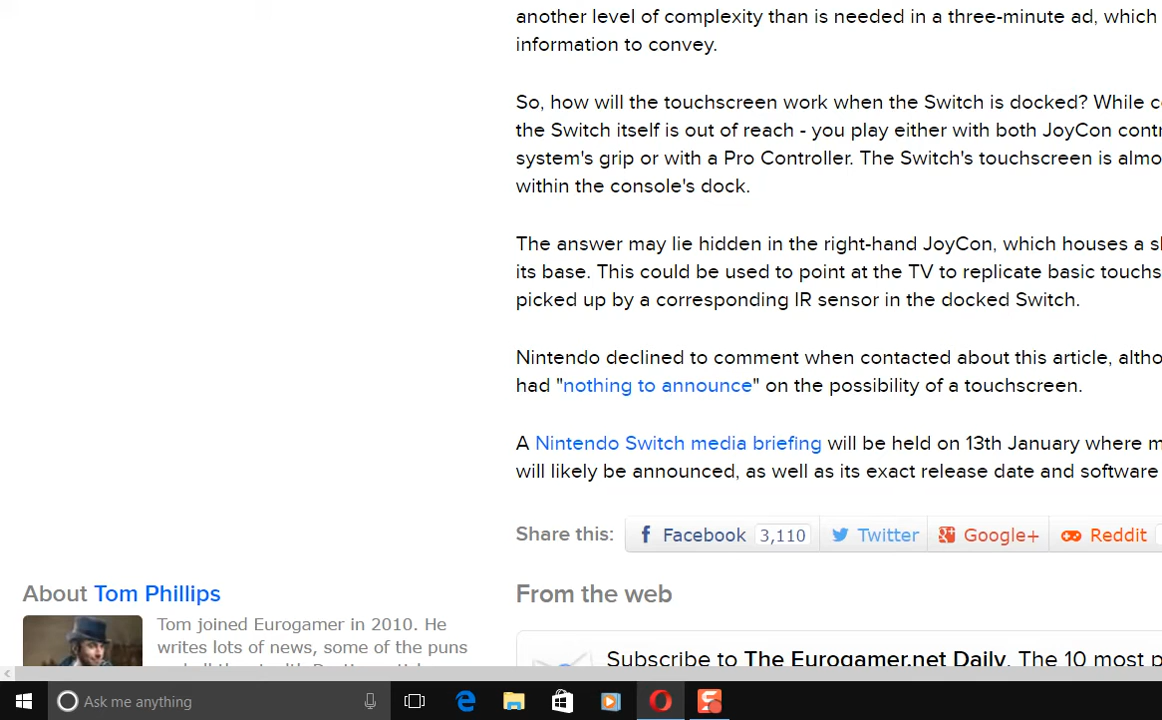 another level of complexity than is needed in a three-minute ad, which
information to convey.
So, how will the touchscreen work when the Switch is docked? While
the Switch itself is out of reach - you play either with both JoyCon
system's grip or with a Pro Controller. The Switch's touchscreen is
within the console's dock.
The answer may lie hidden in the right-hand JoyCon, which houses a
its base. This could be used to point at the TV to replicate basic
picked up by a corresponding IR sensor in the docked Switch.
Nintendo declined to comment when contacted about this article,
had "nothing to announce" on the possibility of a touchscreen.
A Nintendo Switch media briefing will be held on 13th January where
will likely be announced, as well as its exact release date and software
Share this: Facebook 3,110 Twitter Google+ Reddit
About Tom Phillips
Tom joined Eurogamer in 2010. He
writes lots of news, some of the puns
From the web
Subscribe to The Eurogamer.net Daily. The 10 most
Ask me anything